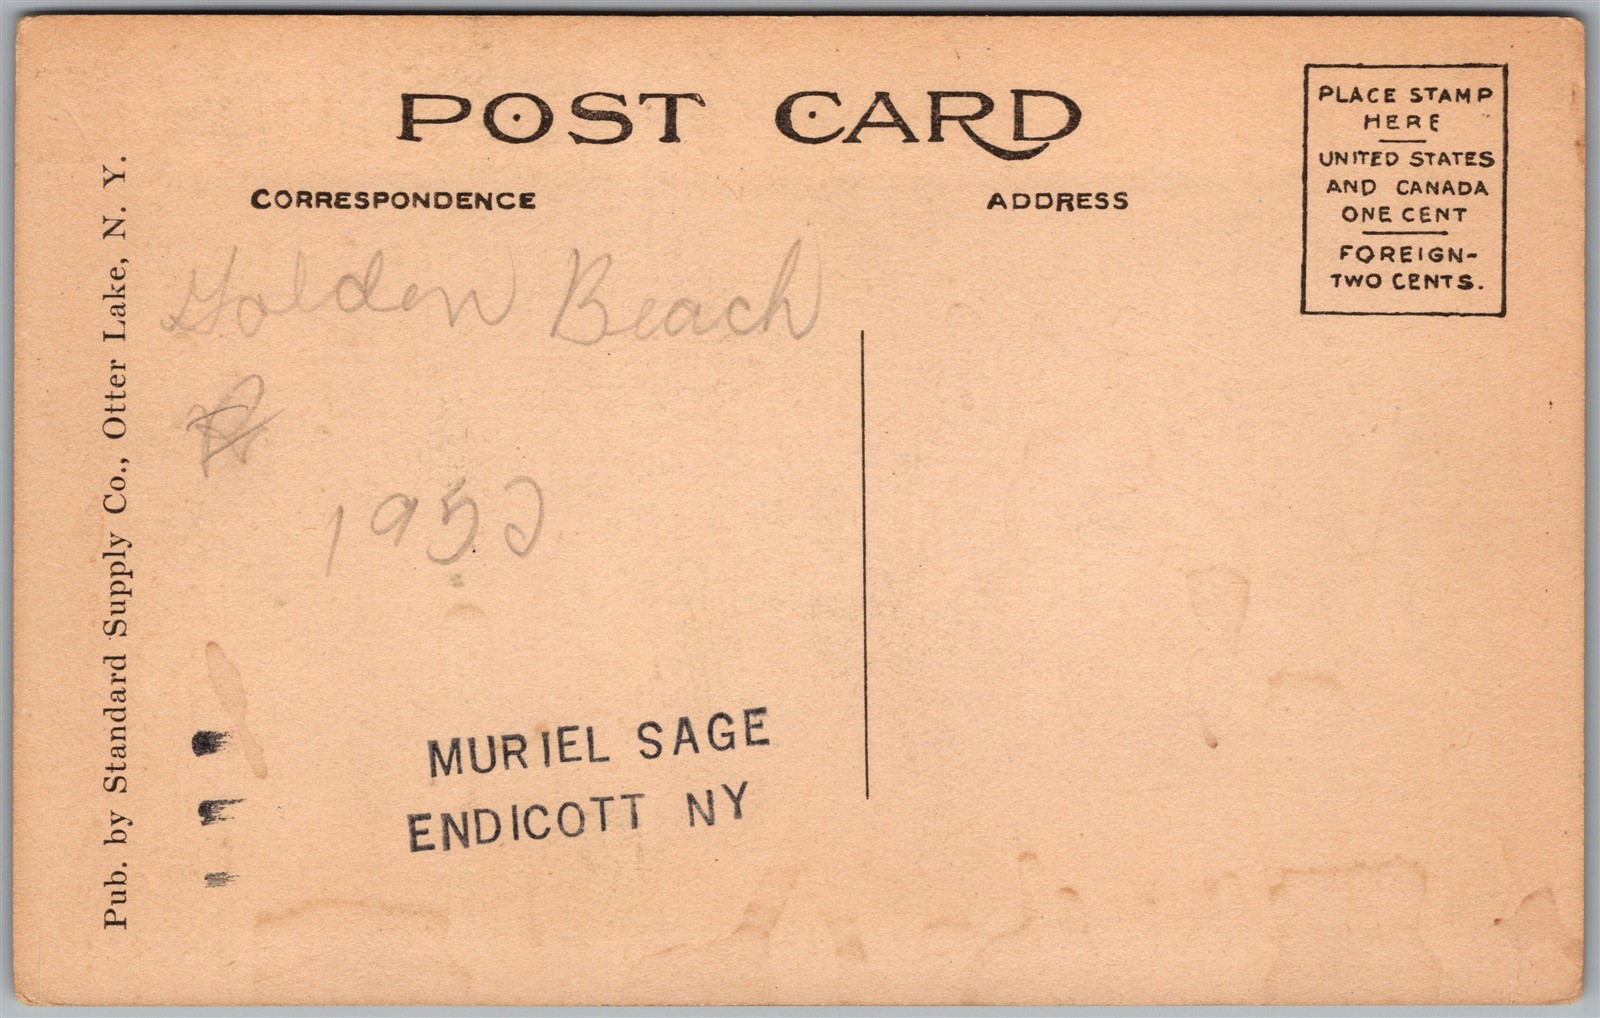 POST CARD
CORRESPONDENCE
ADDRESS
PLACE STAMP
HERE
UNITED STATES
AND CANADA
ONE CENT
FOREIGN-
TWO CENTS.
Golden Beach
1952
MURIEL SAGE
ENDICOTT NY
Pub. by Standard Supply Co., Otter Lake, N. Y.